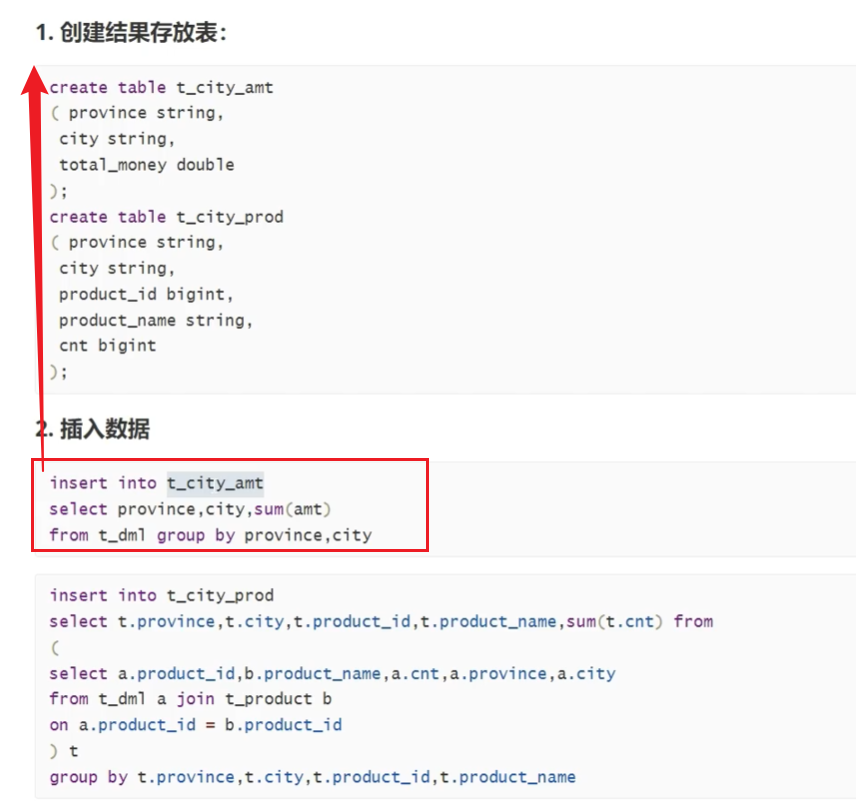 1. 创建结果存放表：
create table t_city_amt
( province string,
city string,
total_money double
);
create table t_city_prod
( province string,
city string,
product_id bigint,
product_name string,
cnt bigint
);
2. 插入数据
insert into t_city_amt
select province,city,sum(amt)
from t_dml group by province,city
insert into t_city_prod
select t.province,t.city,t.product_id,t.product_name,sum(t.cnt) from
(
select a.product_id,b.product_name,a.cnt,a.province,a.city
from t_dml a join t_product b
on a.product_id = b.product_id
) t
group by t.province,t.city,t.product_id,t.product_name